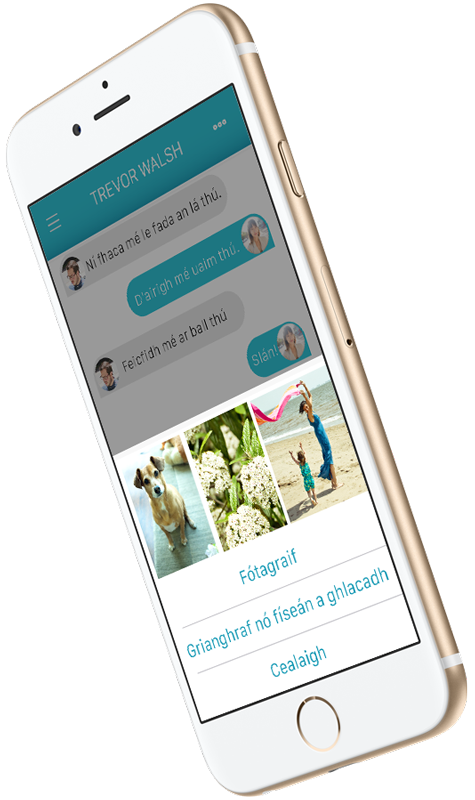 TREVOR WALSH
Ní fhaca mé le fada an lá thú.
D'airigh mé uaim thú.
Feicfidh mé ar ball thú
Slán!
Fótagraif
Grianghraf nó físeán a ghlacadh
Cealaigh